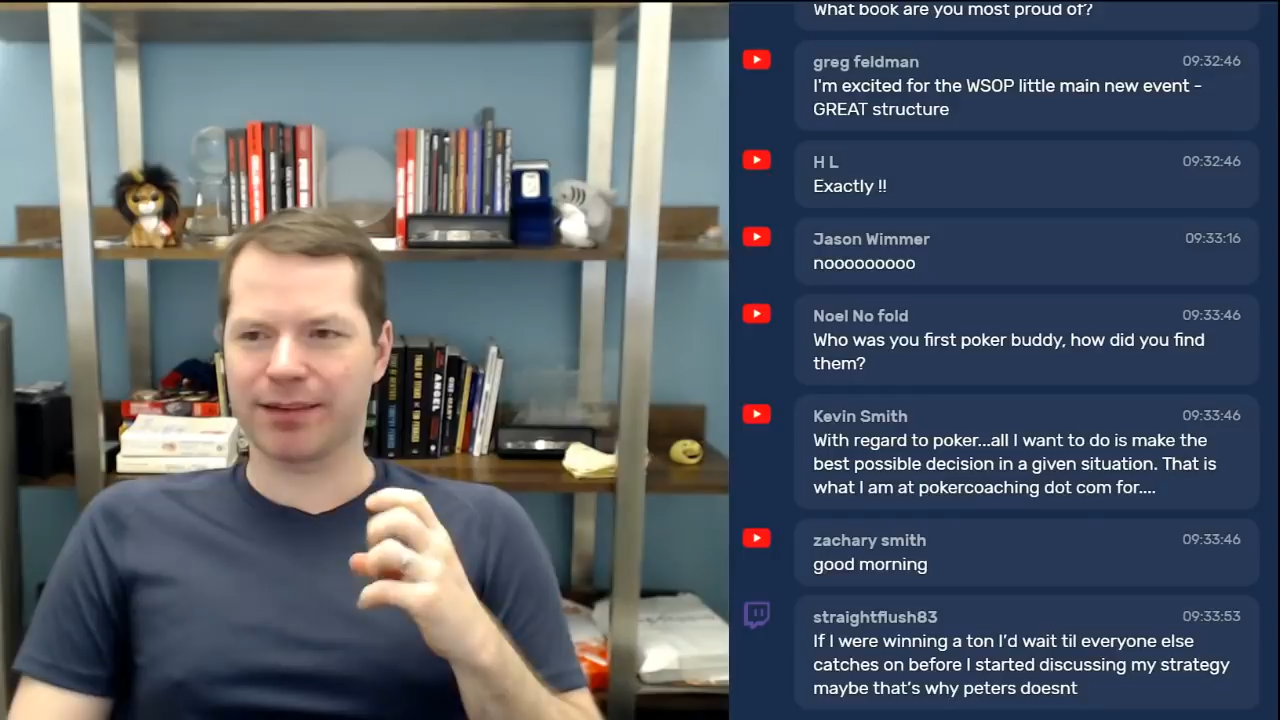 What book are you most proud of?
greg feldman 09:32:46
I'm excited for the WSOP little main new event -
GREAT structure
H L 09:32:46
Exactly !!
Jason Wimmer 09:33:16
nooooooooo
Noel No fold 09:33:46
Who was you first poker buddy, how did you find
them?
Kevin Smith 09:33:46
With regard to poker...all I want to do is make the
best possible decision in a given situation. That is
what I am at pokercoaching dot com for....
zachary smith 09:33:46
good morning
straightflush83 09:33:53
If I were winning a ton I'd wait til everyone else
catches on before I started discussing my strategy
maybe that's why peters doesnt
ANGEL